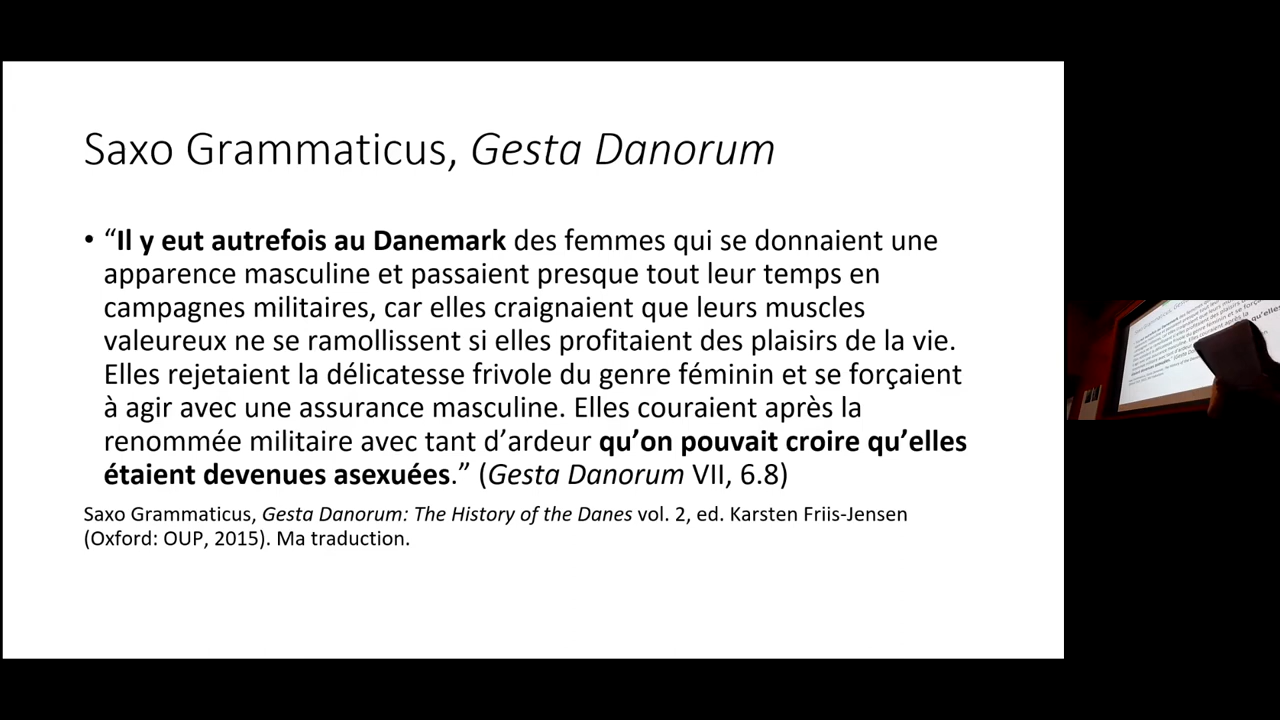 Saxo Grammaticus, Gesta Danorum
• “Il y eut autrefois au Danemark des femmes qui se donnaient une
apparence masculine et passaient presque tout leur temps en
campagnes militaires, car elles craignaient que leurs muscles
valeureux ne se ramollissent si elles profitaient des plaisirs de la vie.
Elles rejetaient la délicatesse frivole du genre féminin et se forçaient
à agir avec une assurance masculine. Elles couraient après la
renommée militaire avec tant d’ardeur qu’on pouvait croire qu’elles
étaient devenues asexuées.” (Gesta Danorum VII, 6.8)
Saxo Grammaticus, Gesta Danorum: The History of the Danes vol. 2, ed. Karsten Friis-Jensen
(Oxford: OUP, 2015). Ma traduction.